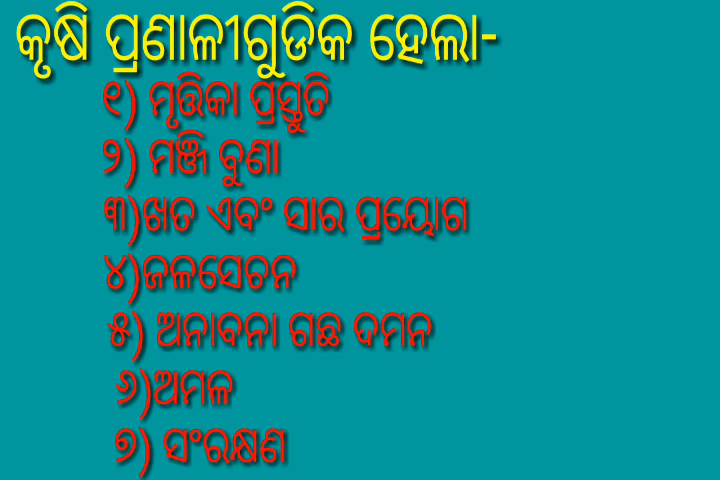 କୃଷି ପ୍ରଣାଳୀଗୁଡିକ ହେଲା-
୧) ମୃତ୍ତିକା ପ୍ରସ୍ତୁତି
୨) ମଞ୍ଜି ବୁଣା
୩)ଖତ ଏବଂ ସାର ପ୍ରୟୋଗ
୪)ଜଳସେଚନ
୫) ଅନାବନା ଗଛ ଦମନ
୬)ଅମଳ
୭) ସଂରକ୍ଷଣ